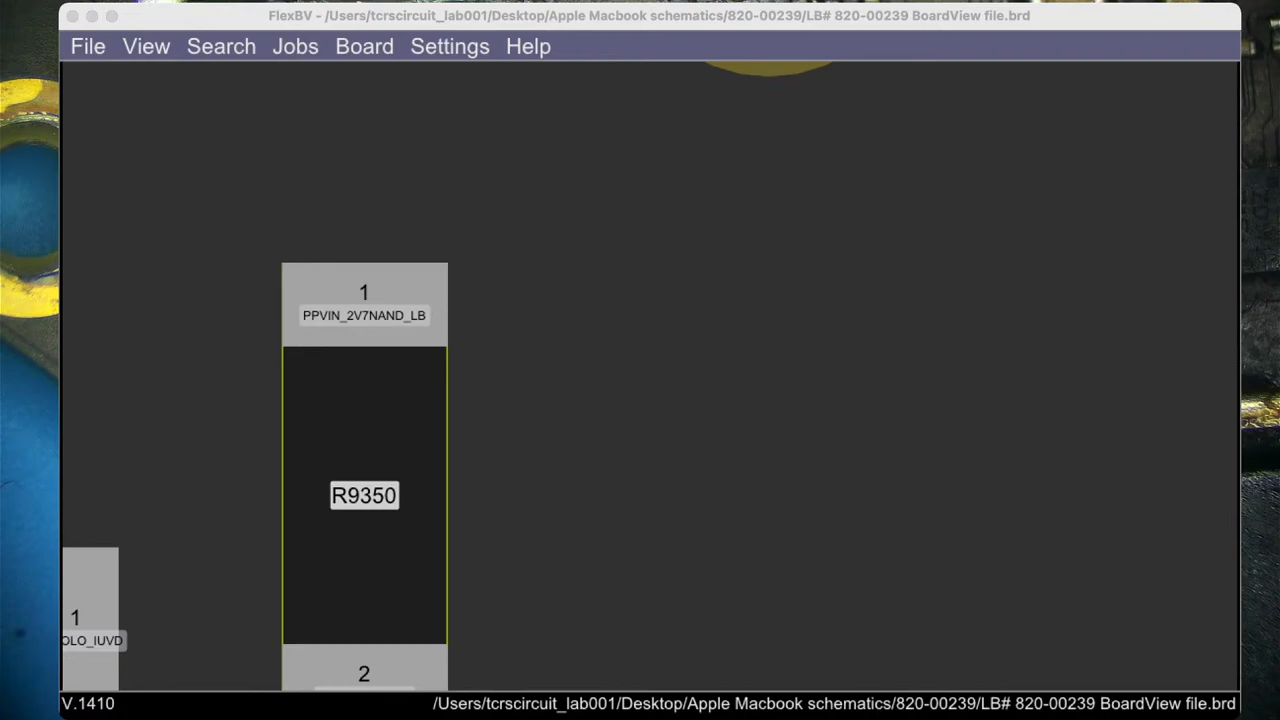 FlexBV - /Users/tcrscircuit_lab001/Desktop/Apple Macbook schematics/820-00239/LB# 820-00239 BoardView file.brd
File View Search Jobs Board Settings Help
1
PPVIN_2V7NAND_LB
R9350
1
OLO_IUVD
2
V.1410
/Users/tcrscircuit_lab001/Desktop/Apple Macbook schematics/820-00239/LB# 820-00239 BoardView file.brd